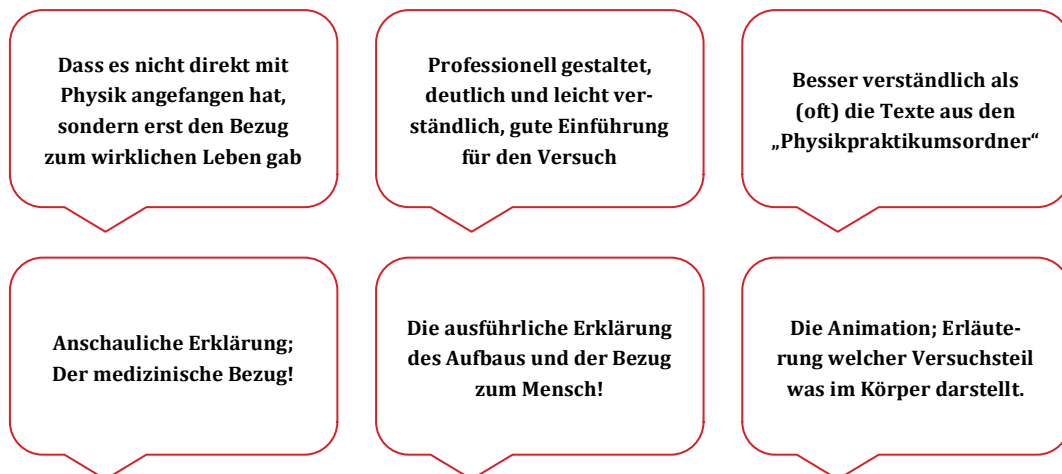 Dass es nicht direkt mit
Physik angefangen hat,
sondern erst den Bezug
zum wirklichen Leben gab
Professionell gestaltet,
deutlich und leicht ver-
ständlich, gute Einführung
für den Versuch
Besser verständlich als
(oft) die Texte aus den
„Physikpraktikumsordner“
Anschauliche Erklärung;
Der medizinische Bezug!
Die ausführliche Erklärung
des Aufbaus und der Bezug
zum Mensch!
Die Animation; Erläute-
rung welcher Versuchsteil
was im Körper darstellt.